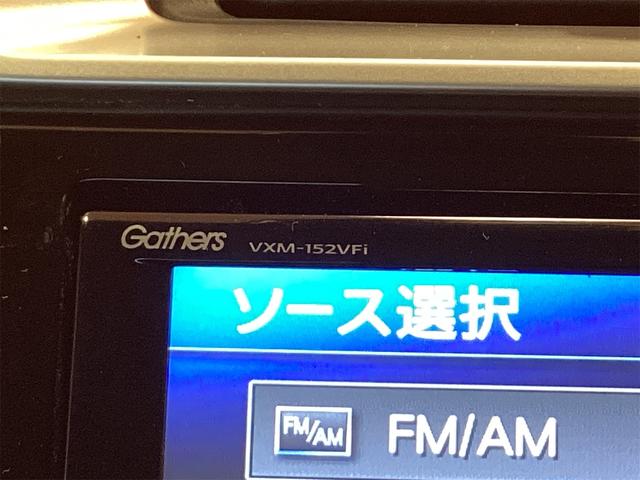 Gathers VXM-152VFi
ソース選択
FM/AM FM/AM